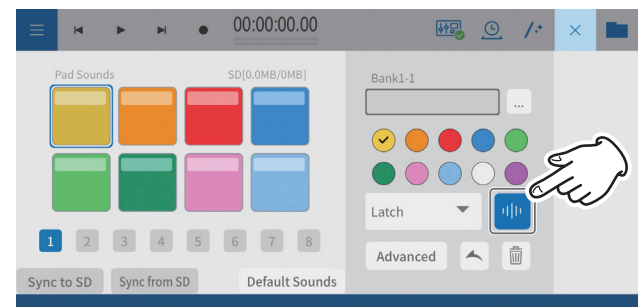 00:00:00.00
Pad Sounds SD[0.0MB/0MB]
Bank1-1
...
Latch
1 2 3 4 5 6 7 8
Advanced
Sync to SD Sync from SD Default Sounds